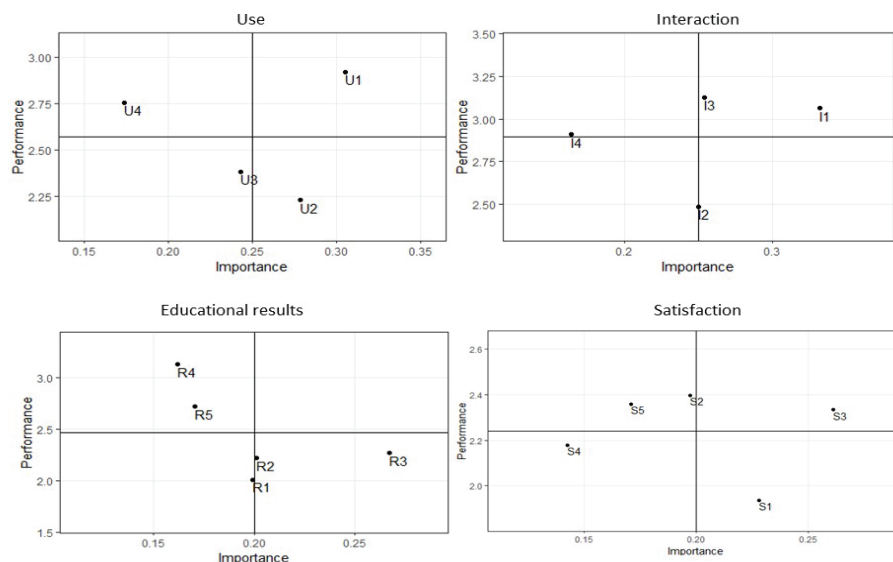 Use
3.00
2.75
2.50
2.25
Performance
U1
U4
U3
U2
0.15 0.20 0.25 0.30 0.35
Importance
Interaction
3.50
3.25
3.00
2.75
2.50
Performance
I3
I1
I4
I2
0.2 0.3
Importance
Educational results
3.0
2.5
2.0
1.5
Performance
R4
R5
R2
R3
R1
0.15 0.20 0.25
Importance
Satisfaction
2.6
2.4
2.2
2.0
Performance
S2
S5
S3
S4
S1
0.15 0.20 0.25
Importance